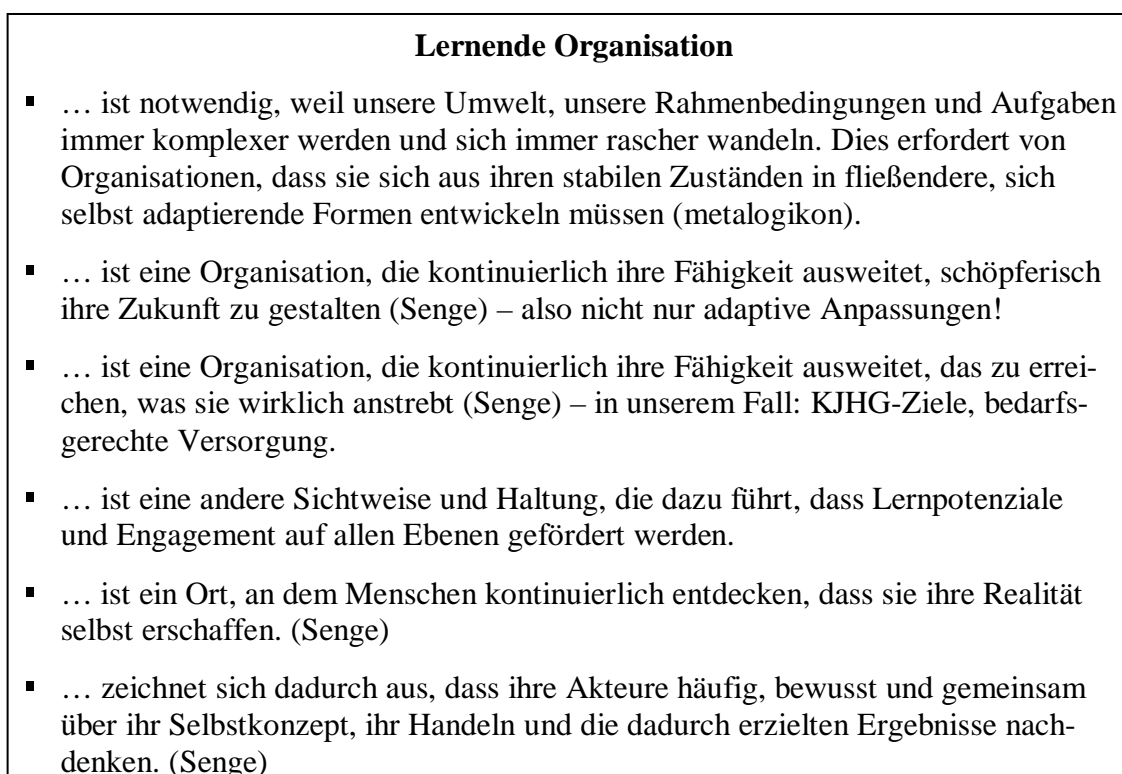 Lernende Organisation
▪ … ist notwendig, weil unsere Umwelt, unsere Rahmenbedingungen und Aufgaben
immer komplexer werden und sich immer rascher wandeln. Dies erfordert von
Organisationen, dass sie sich aus ihren stabilen Zuständen in fließendere, sich
selbst adaptierende Formen entwickeln müssen (metalogikon).
▪ … ist eine Organisation, die kontinuierlich ihre Fähigkeit ausweitet, schöpferisch
ihre Zukunft zu gestalten (Senge) – also nicht nur adaptive Anpassungen!
▪ … ist eine Organisation, die kontinuierlich ihre Fähigkeit ausweitet, das zu errei-
chen, was sie wirklich anstrebt (Senge) – in unserem Fall: KJHG-Ziele, bedarfs-
gerechte Versorgung.
▪ … ist eine andere Sichtweise und Haltung, die dazu führt, dass Lernpotenziale
und Engagement auf allen Ebenen gefördert werden.
▪ … ist ein Ort, an dem Menschen kontinuierlich entdecken, dass sie ihre Realität
selbst erschaffen. (Senge)
▪ … zeichnet sich dadurch aus, dass ihre Akteure häufig, bewusst und gemeinsam
über ihr Selbstkonzept, ihr Handeln und die dadurch erzielten Ergebnisse nach-
denken. (Senge)